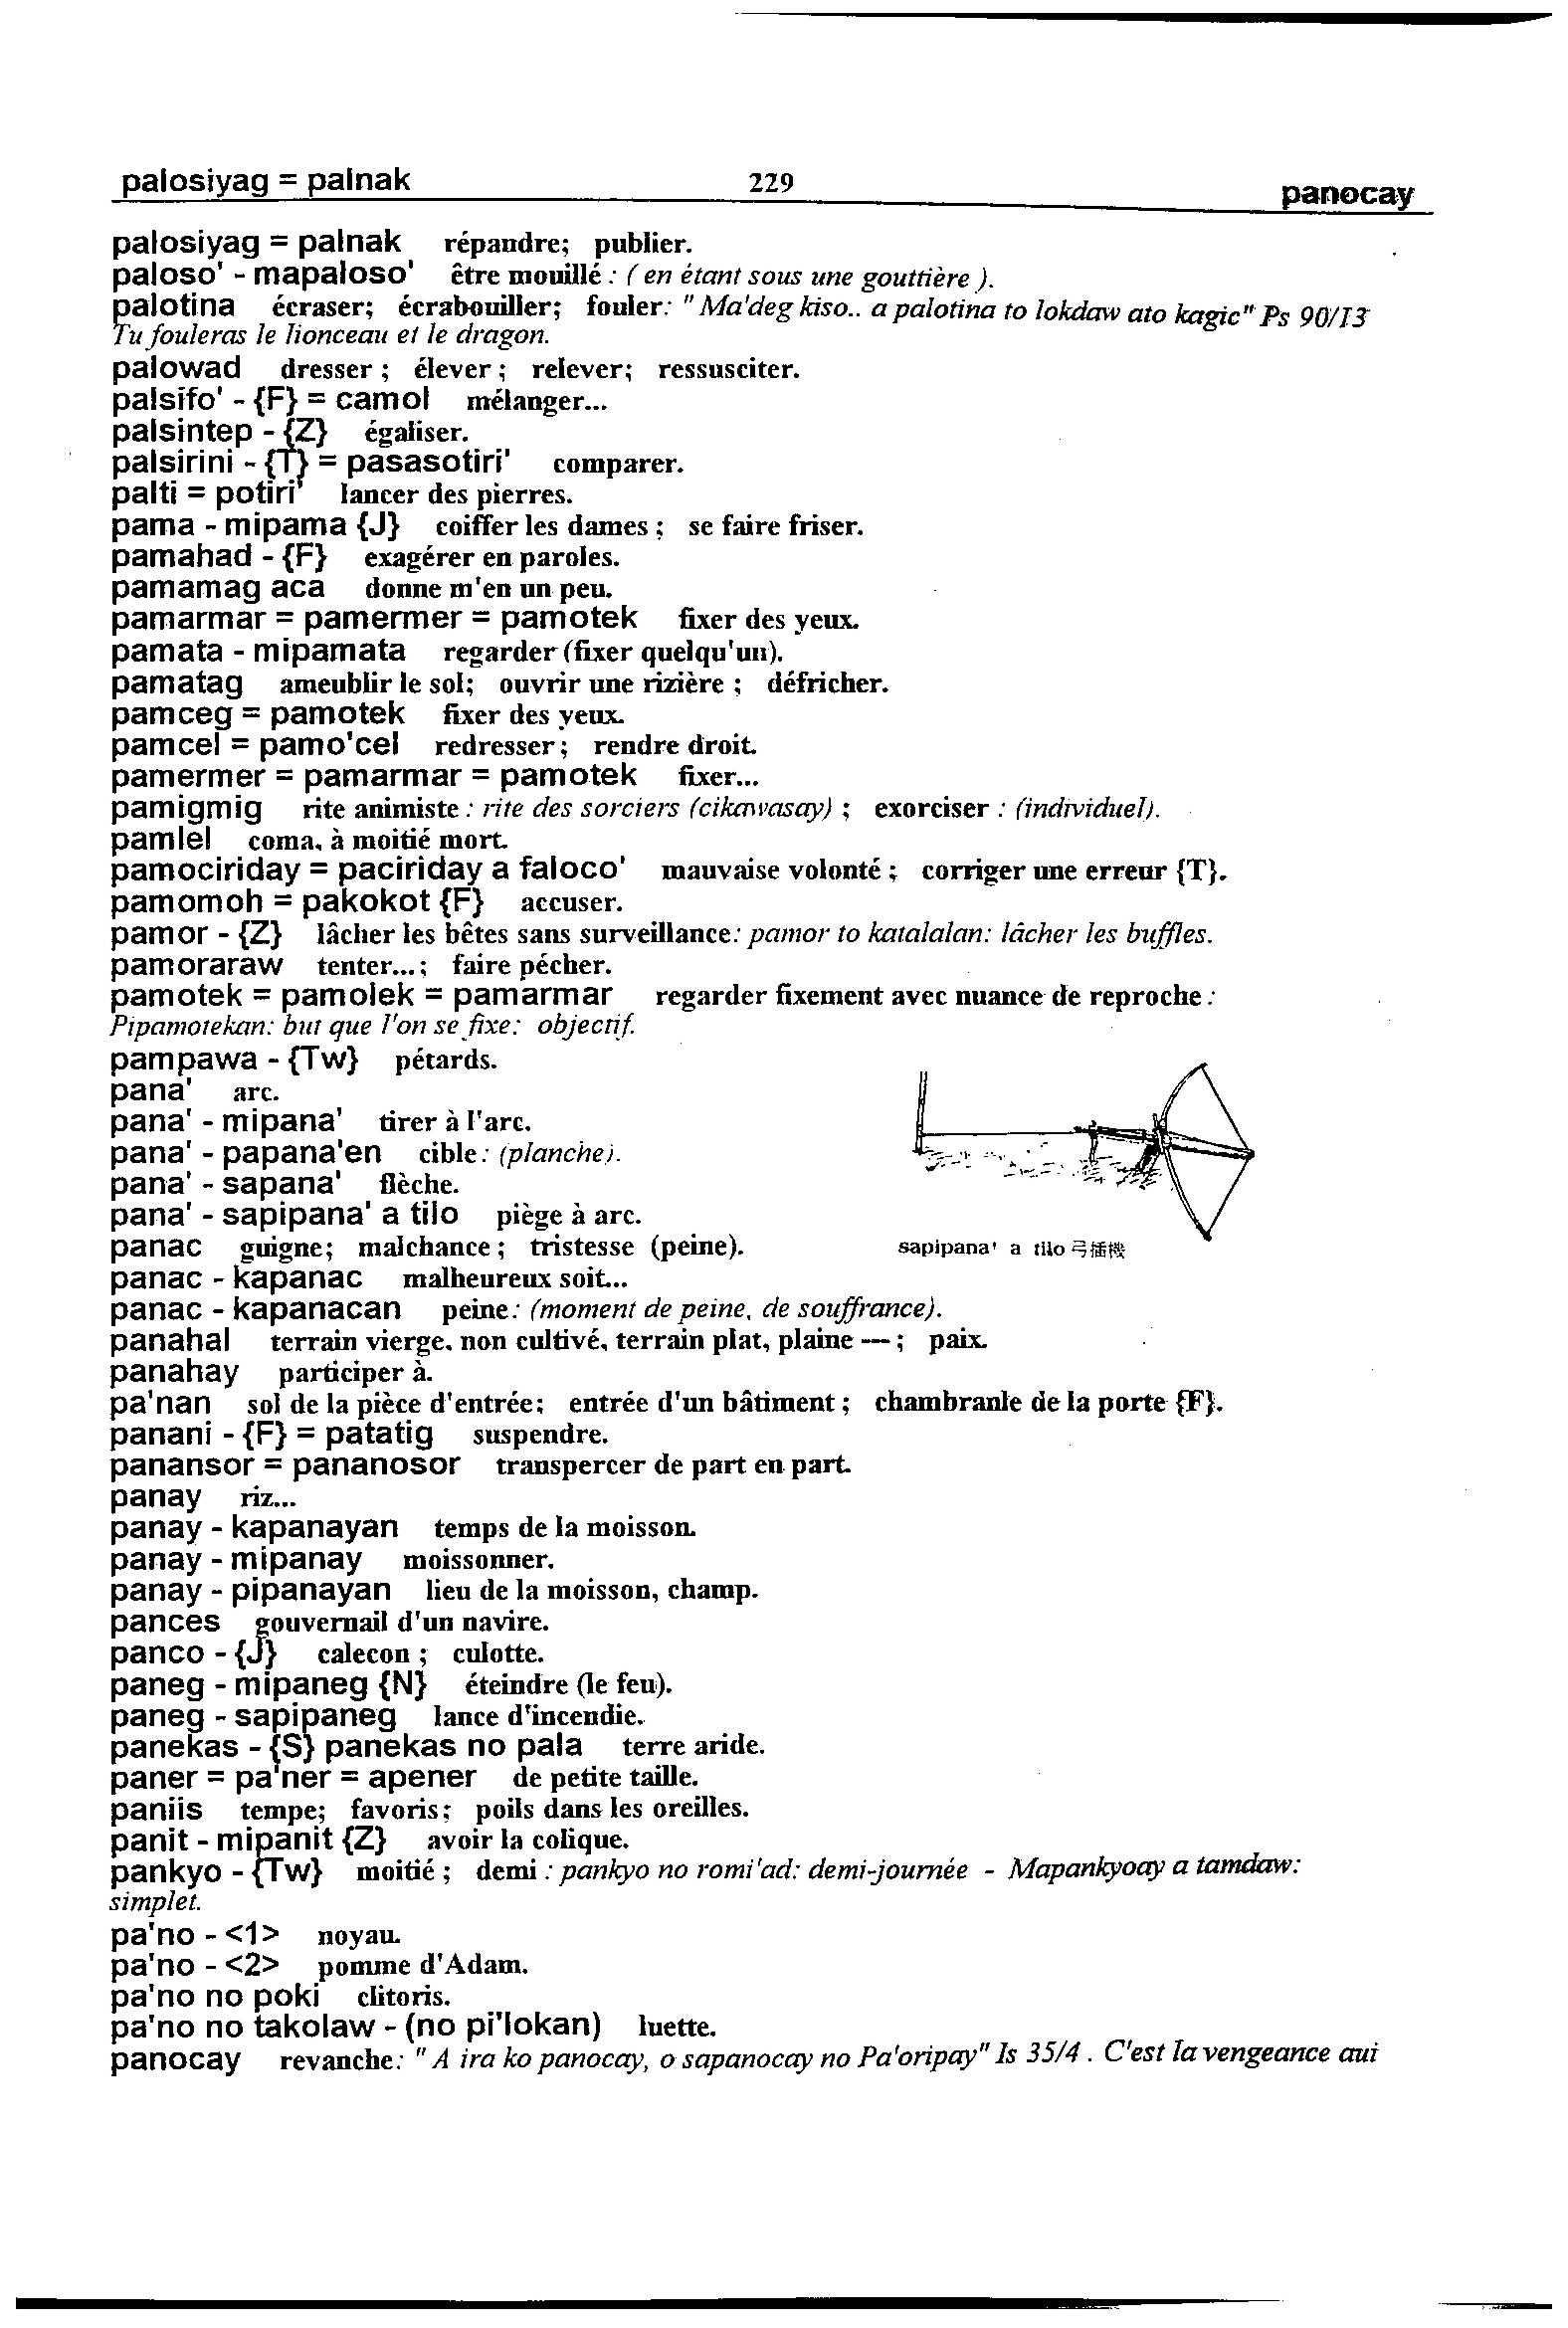 palosiyag = palnak 229 panocay
palosiyag = palnak répandre; publier.
paloso' - mapaloso' être mouillé : ( en étant sous une gouttière ).
palotina écraser; écrabouiller; fouler: "Ma'deg kiso.. a palotina to lokdaw ato kagic" Ps 90/13
Tu fouleras le lionceau et le dragon.
palowad dresser ; élever ; relever; ressusciter.
palsifo' - {F} = camol mélanger...
palsintep - {Z} égaliser.
palsirini - {T} = pasasotiri' comparer.
palti = potiri' lancer des pierres.
pama - mipama {J} coiffer les dames ; se faire friser.
pamahad - {F} exagérer en paroles.
pamamag aca donne m'en un peu.
pamarmar = pamermer = pamotek fixer des yeux.
pamata - mipamata regarder (fixer quelqu'un).
pamatag ameublir le sol; ouvrir une rizière ; défricher.
pamceg = pamotek fixer des yeux.
pamcel = pamo'cel redresser ; rendre droit.
pamermer = pamarmar = pamotek fixer...
pamigmig rite animiste : rite des sorciers (cikawasay) ; exorciser : (individuel).
pamlel coma, à moitié mort.
pamociriday = paciriday a faloco' mauvaise volonté ; corriger une erreur {T}.
pamomoh = pakokot {F} accuser.
pamor - {Z} lâcher les bêtes sans surveillance: pamor to katalalan: lâcher les buffles.
pamoraraw tenter...; faire pécher.
pamotek = pamolek = pamarmar regarder fixement avec nuance de reproche :
Pipamotekan: but que l'on se fixe: objectif.
pampawa - {Tw} pétards.
pana' arc.
pana' - mipana' tirer à l'arc.
pana' - papana'en cible: (planche).
pana' - sapana' flèche.
pana' - sapipana' a tilo piège à arc.
panac guigne; malchance ; tristesse (peine).
sapipana' a tilo 弓插機
panac - kapanac malheureux soit...
panac - kapanacan peine: (moment de peine, de souffrance).
panahal terrain vierge, non cultivé, terrain plat, plaine — ; paix.
panahay participer à.
pa'nan sol de la pièce d'entrée; entrée d'un bâtiment ; chambranle de la porte {F}.
panani - {F} = patatig suspendre.
panansor = pananosor transpercer de part en part.
panay riz...
panay - kapanayan temps de la moisson.
panay - mipanay moissonner.
panay - pipanayan lieu de la moisson, champ.
pances gouvernail d'un navire.
panco - {J} calecon ; culotte.
paneg - mipaneg {N} éteindre (le feu).
paneg - sapipaneg lance d'incendie.
panekas - {S} panekas no pala terre aride.
paner = pa'ner = apener de petite taille.
paniis tempe; favoris; poils dans les oreilles.
panit - mipanit {Z} avoir la colique.
pankyo - {Tw} moitié ; demi : pankyo no romi'ad: demi-journée - Mapankyoay a tamdaw:
simplet.
pa'no - <1> noyau.
pa'no - <2> pomme d'Adam.
pa'no no poki clitoris.
pa'no no takolaw - (no pi'lokan) luette.
panocay revanche: "A ira ko panocay, o sapanocay no Pa'oripay" Is 35/4 . C'est la vengeance qui